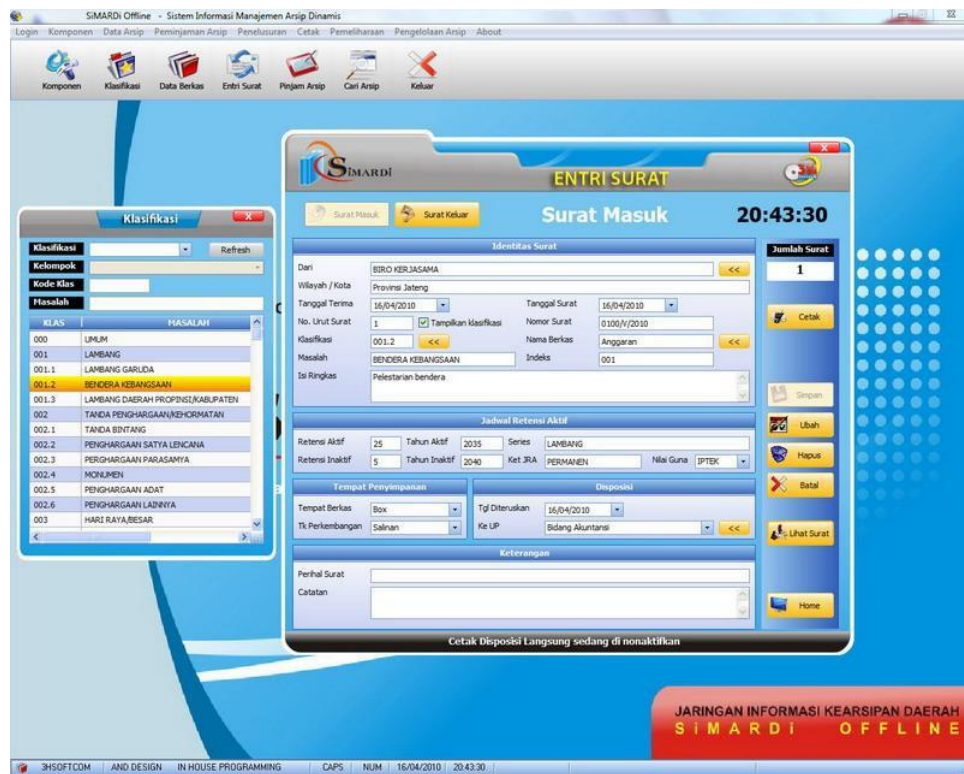 SiMARDi Offline - Sistem Informasi Manajemen Arsip Dinamis
Login Komponen Data Arsip Peminjaman Arsip Penelusuran Cetak Pemeliharaan Pengelolaan Arsip About
Komponen Klasifikasi Data Berkas Entri Surat Pinjam Arsip Cari Arsip Keluar
Klasifikasi
Klasifikasi Refresh
Kelompok
Kode Klas
Masalah
KLAS MASALAH
000 UMUM
001 LAMBANG
001.1 LAMBANG GARUDA
001.2 BENDERA KEBANGSAAN
001.3 LAMBANG DAERAH PROPINSI/KABUPATEN
002 TANDA PENGHARGAAN/KEHORMATAN
002.1 TANDA BINTANG
002.2 PENGHARGAAN SATYA LENCANA
002.3 PERGHARGAAN PARASAMYA
002.4 MONUMEN
002.5 PENGHARGAAN ADAT
002.6 PENGHARGAAN LAINNYA
003 HARI RAYA/BESAR
SIMARDI
ENTRI SURAT
Surat Masuk Surat Keluar Surat Masuk 20:43:30
Identitas Surat
Dari BIRO KERJASAMA <<
Wilayah / Kota Provinsi Jateng
Tanggal Terima 16/04/2010 Tanggal Surat 16/04/2010
No. Urut Surat 1 Tampilkan klasifikasi Nomor Surat 0100/V/2010
Klasifikasi 001.2 << Nama Berkas Anggaran <<
Masalah BENDERA KEBANGSAAN Indeks 001
Isi Ringkas Pelestarian bendera
Jadwal Retensi Aktif
Retensi Aktif 25 Tahun Aktif 2035 Series LAMBANG
Retensi Inaktif 5 Tahun Inaktif 2040 Ket JRA PERMANEN Nilai Guna IPTEK
Tempat Penyimpanan Disposisi
Tempat Berkas Box Tgl Diteruskan 16/04/2010
Tk Perkembangan Salinan Ke UP Bidang Akuntansi <<
Keterangan
Perihal Surat
Catatan
Cetak Disposisi Langsung sedang di nonaktifkan
Jumlah Surat
1
Cetak
Simpan
Ubah
Hapus
Batal
Lihat Surat
Home
JARINGAN INFORMASI KEARSIPAN DAERAH
SiMARDi OFFLINE
3HSOFTCOM AND DESIGN IN HOUSE PROGRAMMING CAPS NUM 16/04/2010 20:43:30